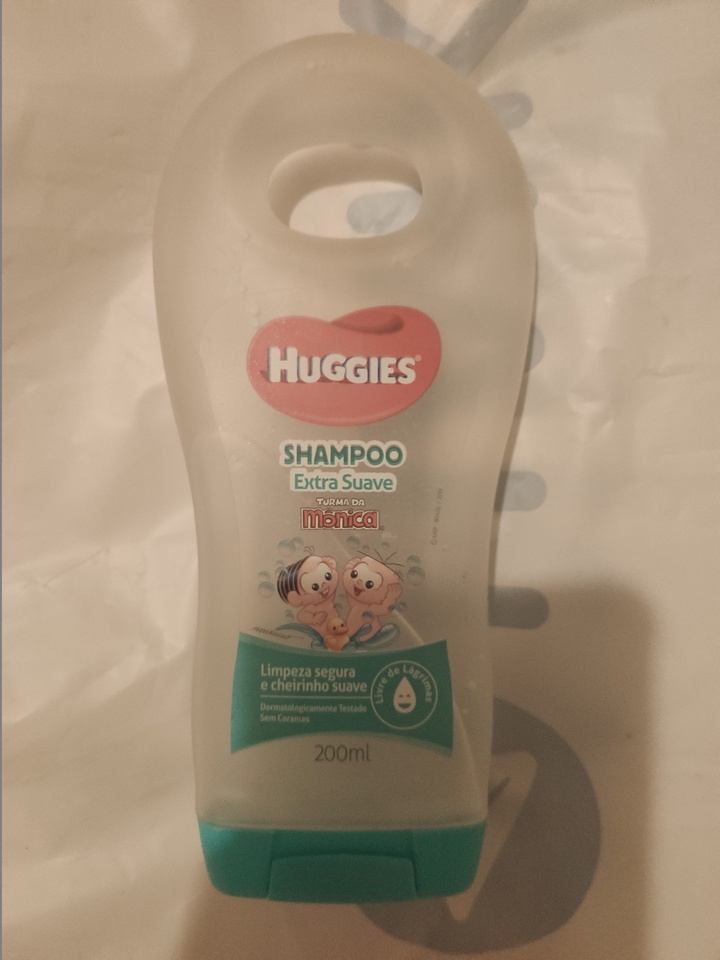 HUGGIES®
SHAMPOO
Extra Suave
TURMA DA
Mônica
Limpeza segura
e cheirinho suave
Dermatologicamente Testado
Sem Corantes
Livre de Lágrimas
200ml